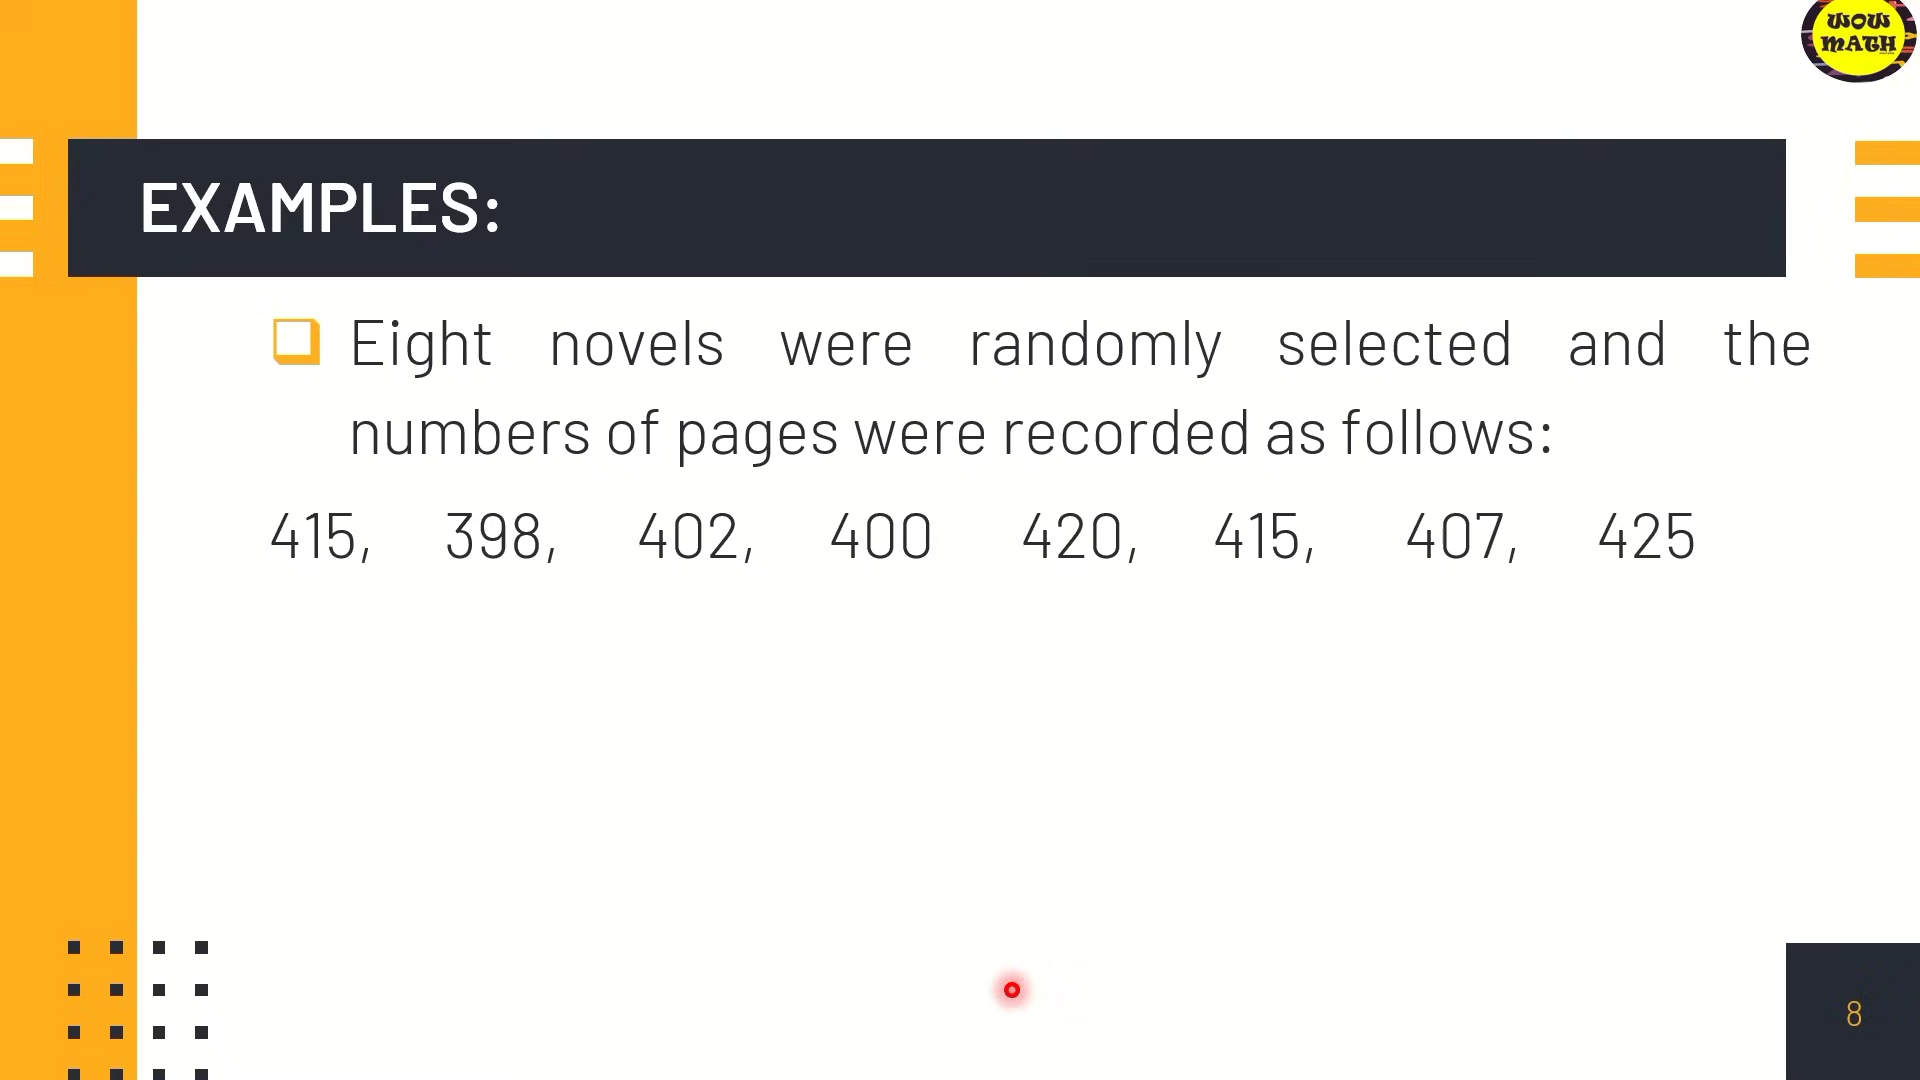 WOW
MATH
EXAMPLES:
Eight novels were randomly selected and the
numbers of pages were recorded as follows:
415, 398, 402, 400 420, 415, 407, 425
8